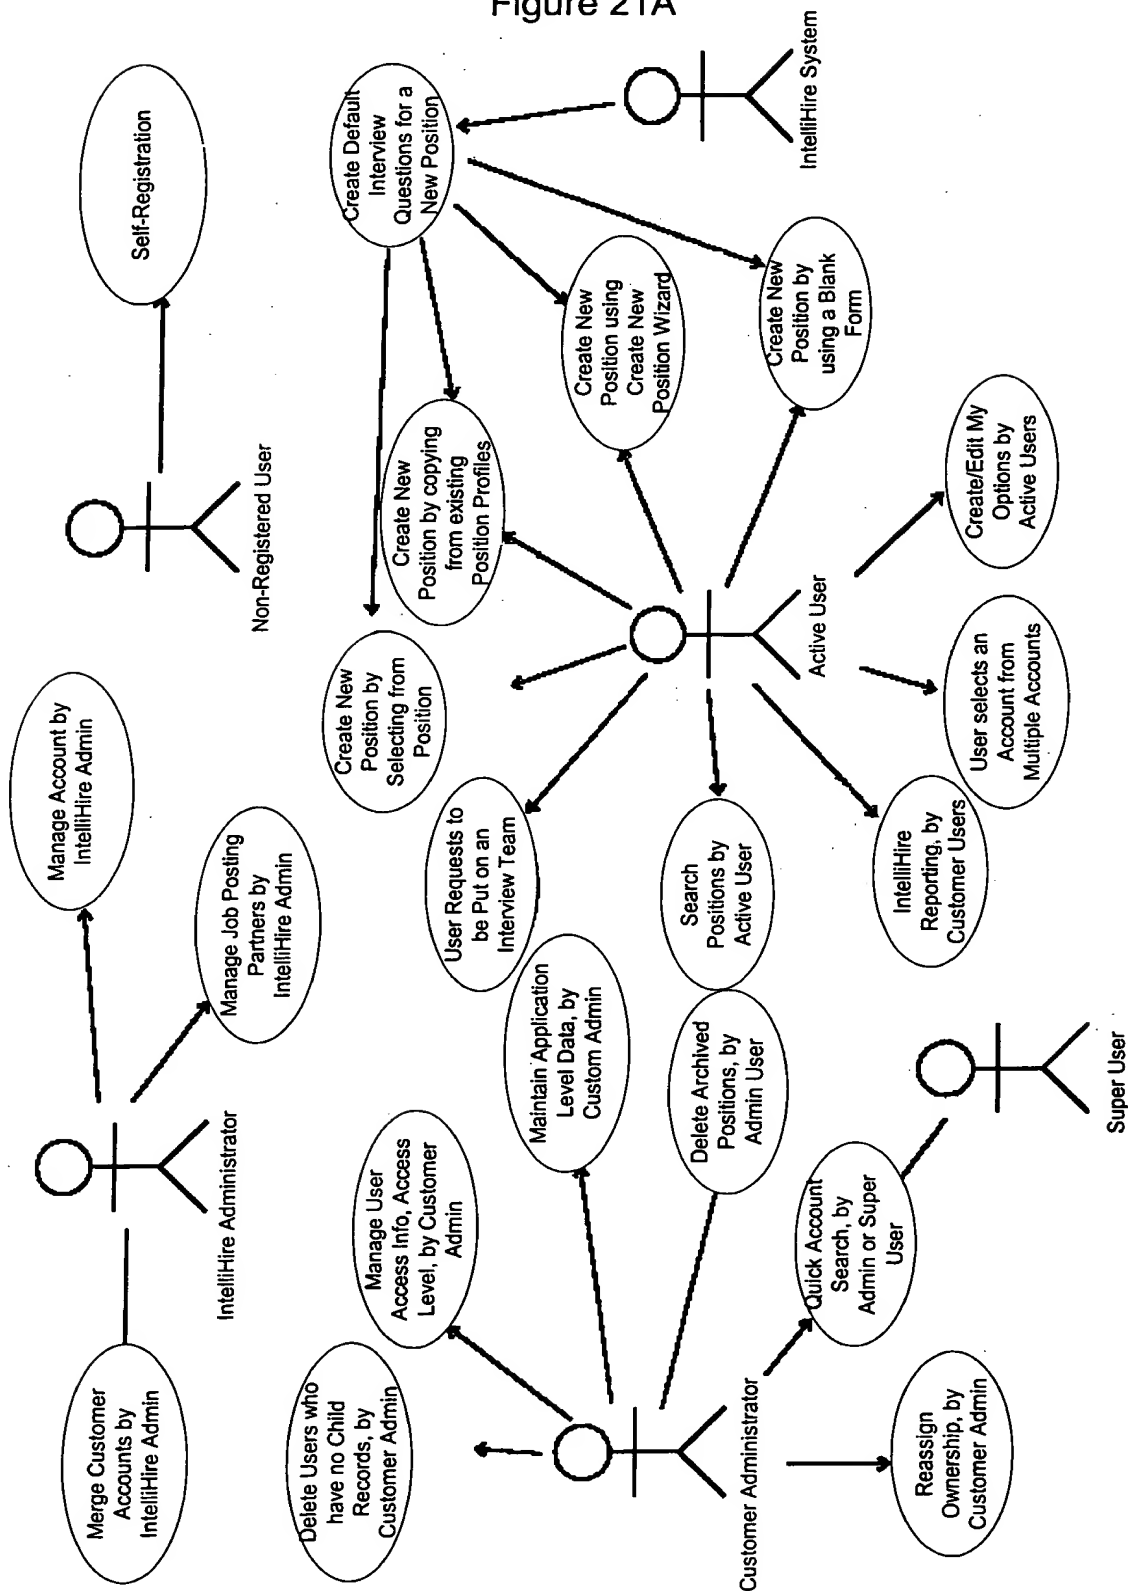 Figure 21A
Merge Customer
Accounts by
IntelliHire Admin
IntelliHire Administrator
Manage Account by
IntelliHire Admin
Manage Job Posting
Partners by
IntelliHire Admin
Non-Registered User
Self-Registration
Delete Users who
have no Child
Records, by
Customer Admin
Manage User
Access Info, Access
Level, by Customer
Admin
Maintain Application
Level Data, by
Custom Admin
Delete Archived
Positions, by
Admin User
Customer Administrator
Quick Account
Search, by
Admin or Super
User
Reassign
Ownership, by
Customer Admin
Super User
Create New
Position by
Selecting from
Position
User Requests to
be Put on an
Interview Team
Search
Positions by
Active User
IntelliHire
Reporting, by
Customer Users
User selects an
Account from
Multiple Accounts
Create/Edit My
Options by
Active Users
Active User
Create New
Position by copying
from existing
Position Profiles
Create New
Position using
Create New
Position Wizard
Create New
Position by
using a Blank
Form
Create Default
Interview
Questions for a
New Position
IntelliHire System